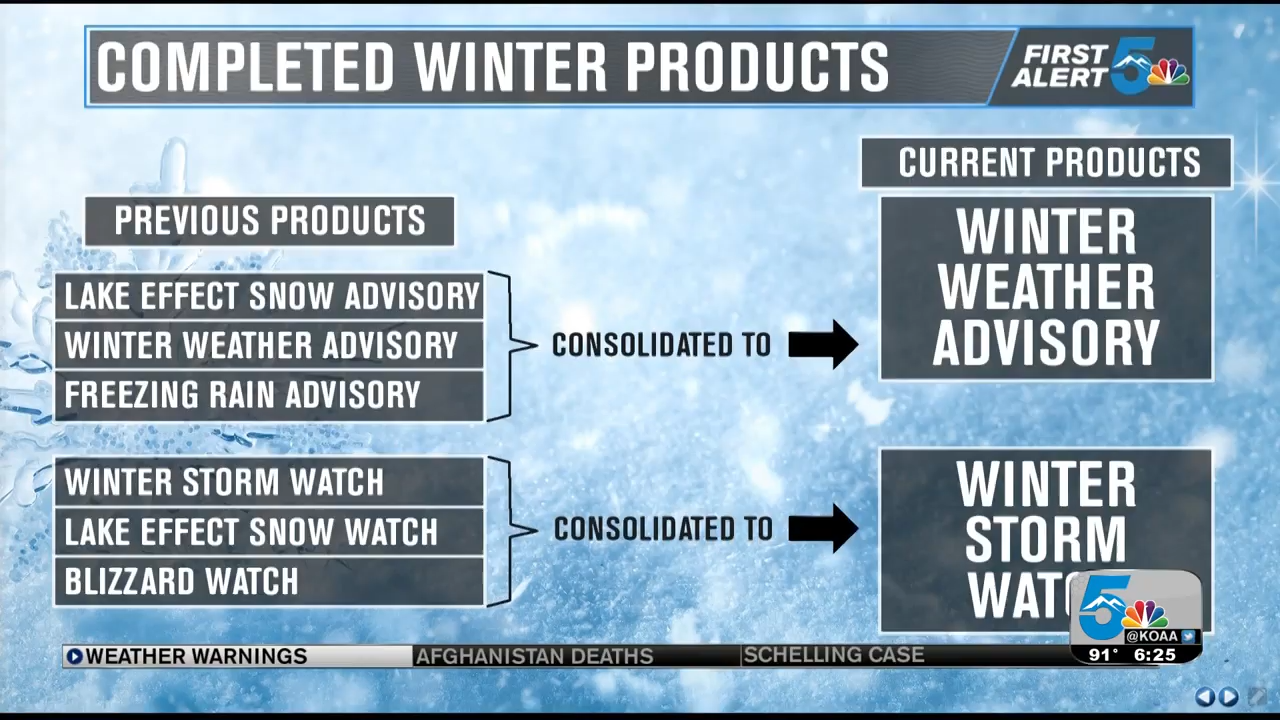 COMPLETED WINTER PRODUCTS
FIRST
ALERT 5
CURRENT PRODUCTS
PREVIOUS PRODUCTS
WINTER
WEATHER
ADVISORY
LAKE EFFECT SNOW ADVISORY
WINTER WEATHER ADVISORY
FREEZING RAIN ADVISORY
CONSOLIDATED TO
WINTER STORM WATCH
LAKE EFFECT SNOW WATCH
BLIZZARD WATCH
CONSOLIDATED TO
WINTER
STORM
WATC
5
@KOAA
91° 6:25
WEATHER WARNINGS
AFGHANISTAN DEATHS
SCHELLING CASE